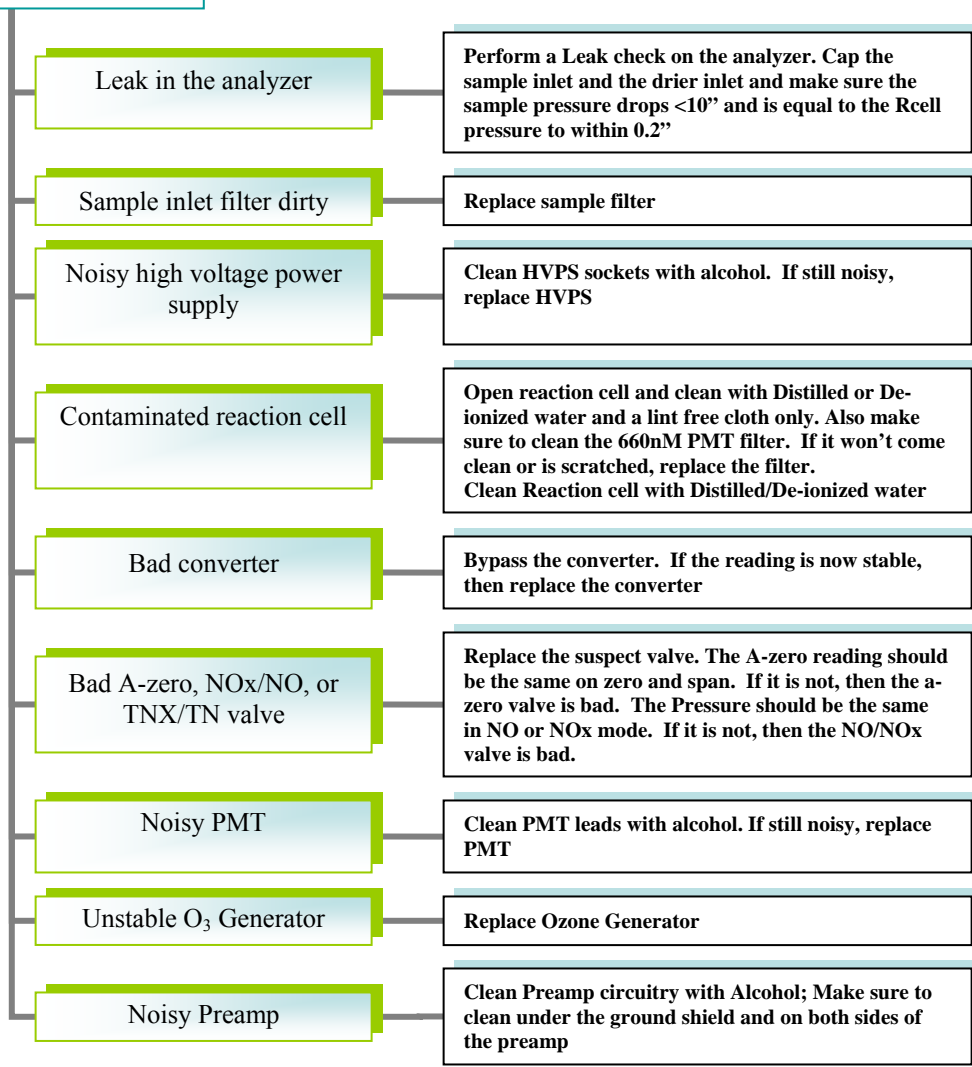 Leak in the analyzer
Perform a Leak check on the analyzer. Cap the
sample inlet and the drier inlet and make sure the
sample pressure drops <10” and is equal to the Rcell
pressure to within 0.2”
Sample inlet filter dirty
Replace sample filter
Noisy high voltage power
supply
Clean HVPS sockets with alcohol.  If still noisy,
replace HVPS
Contaminated reaction cell
Open reaction cell and clean with Distilled or De-
ionized water and a lint free cloth only. Also make
sure to clean the 660nM PMT filter.  If it won’t come
clean or is scratched, replace the filter.
Clean Reaction cell with Distilled/De-ionized water
Bad converter
Bypass the converter.  If the reading is now stable,
then replace the converter
Bad A-zero, NOx/NO, or
TNX/TN valve
Replace the suspect valve. The A-zero reading should
be the same on zero and span.  If it is not, then the a-
zero valve is bad.  The Pressure should be the same
in NO or NOx mode.  If it is not, then the NO/NOx
valve is bad.
Noisy PMT
Clean PMT leads with alcohol. If still noisy, replace
PMT
Unstable O₃ Generator
Replace Ozone Generator
Noisy Preamp
Clean Preamp circuitry with Alcohol; Make sure to
clean under the ground shield and on both sides of
the preamp